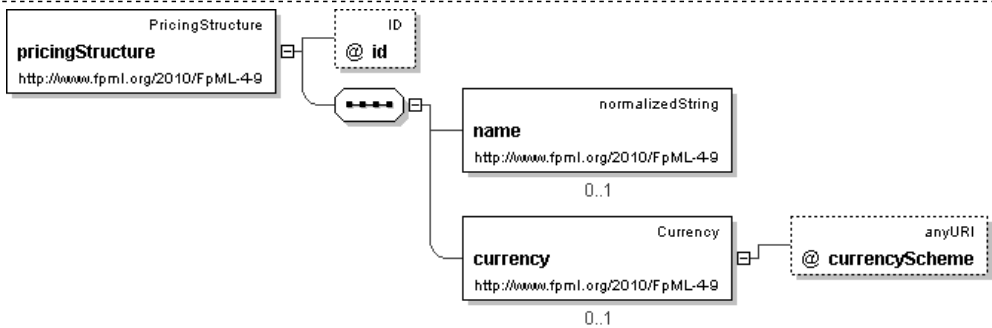 PricingStructure
pricingStructure
http://www.fpml.org/2010/FpML-4-9
ID
@ id
normalizedString
name
http://www.fpml.org/2010/FpML-4-9
0..1
Currency
currency
http://www.fpml.org/2010/FpML-4-9
0..1
anyURI
@ currencyScheme